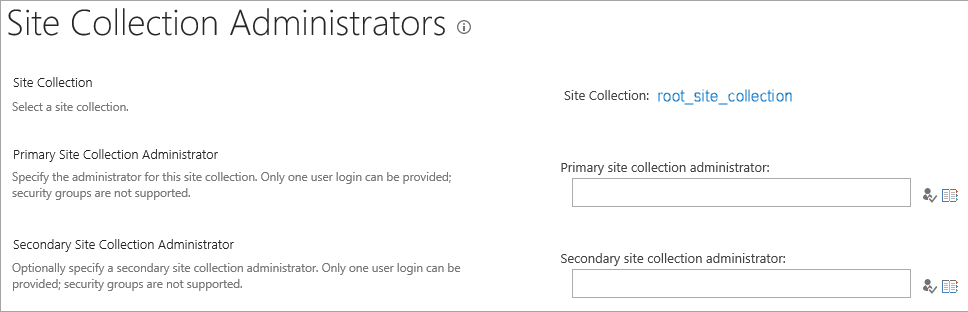 Site Collection Administrators
Site Collection
Select a site collection.
Site Collection: root_site_collection
Primary Site Collection Administrator
Specify the administrator for this site collection. Only one user login can be provided;
security groups are not supported.
Primary site collection administrator:
Secondary Site Collection Administrator
Optionally specify a secondary site collection administrator. Only one user login can be
provided; security groups are not supported.
Secondary site collection administrator: